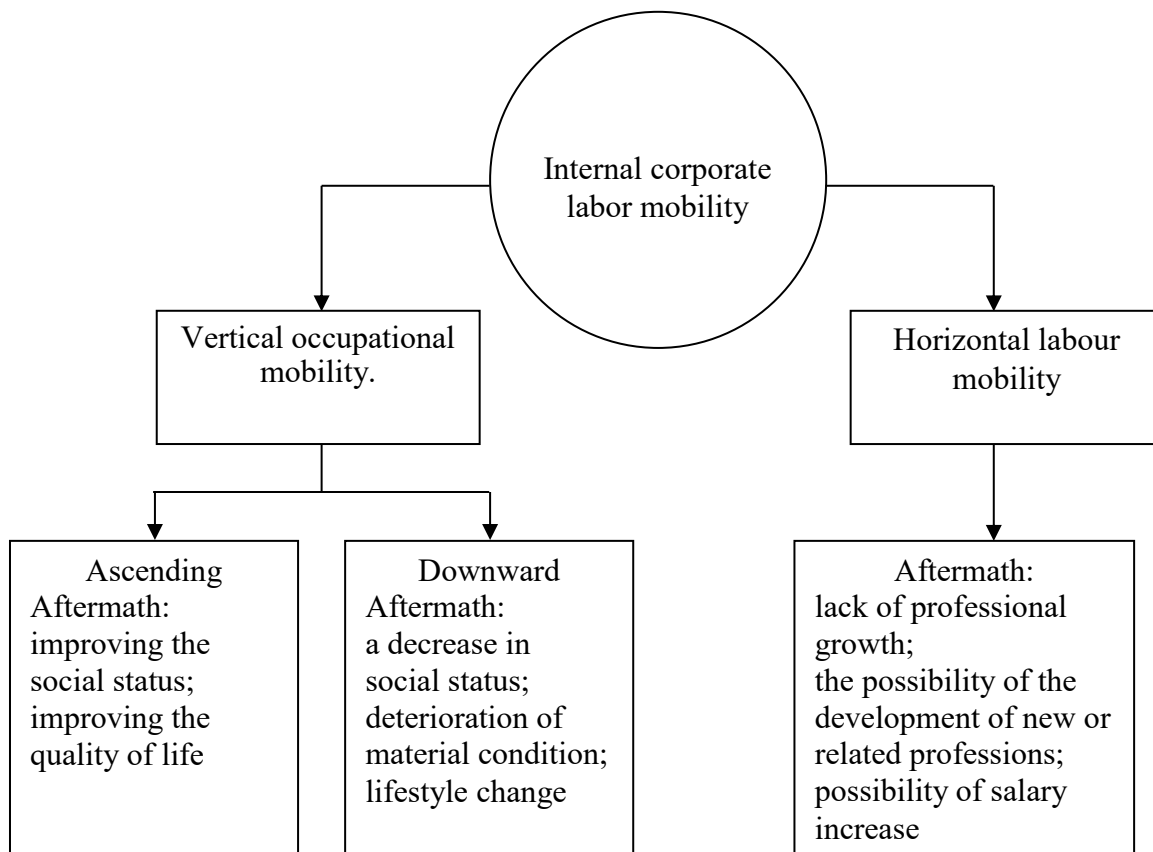 Internal corporate
labor mobility
Vertical occupational
mobility.
Horizontal labour
mobility
Ascending
Aftermath:
improving the
social status;
improving the
quality of life
Downward
Aftermath:
a decrease in
social status;
deterioration of
material condition;
lifestyle change
Aftermath:
lack of professional
growth;
the possibility of the
development of new or
related professions;
possibility of salary
increase